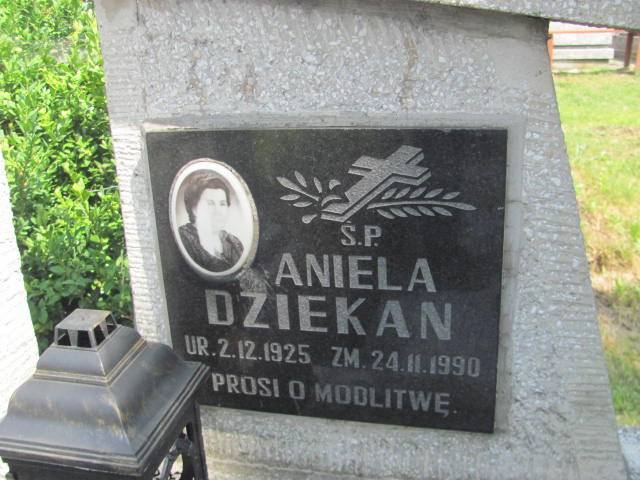 Ś.P.
ANIELA
DZIEKAN
UR. 2.12.1925 ZM. 24.11.1990
PROSI O MODLITWĘ.